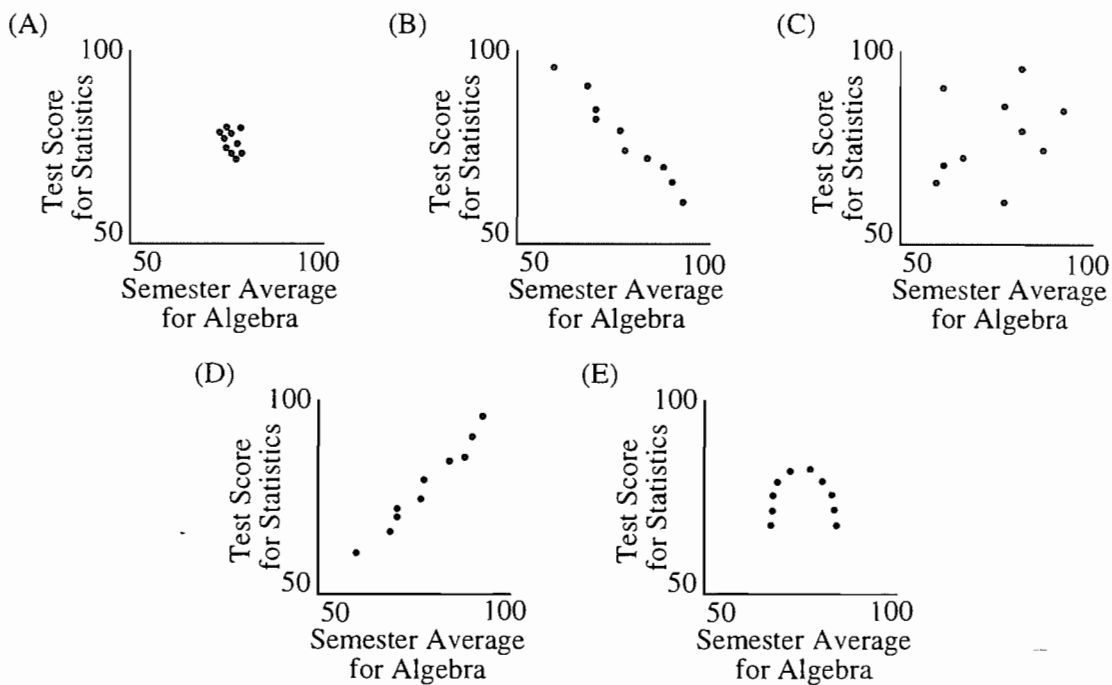 (A)
100
Test Score
for Statistics
50
50 100
Semester Average
for Algebra
(B)
100
Test Score
for Statistics
50
50 100
Semester Average
for Algebra
(C)
100
Test Score
for Statistics
50
50 100
Semester Average
for Algebra
(D)
100
Test Score
for Statistics
50
50 100
Semester Average
for Algebra
(E)
100
Test Score
for Statistics
50
50 100
Semester Average
for Algebra